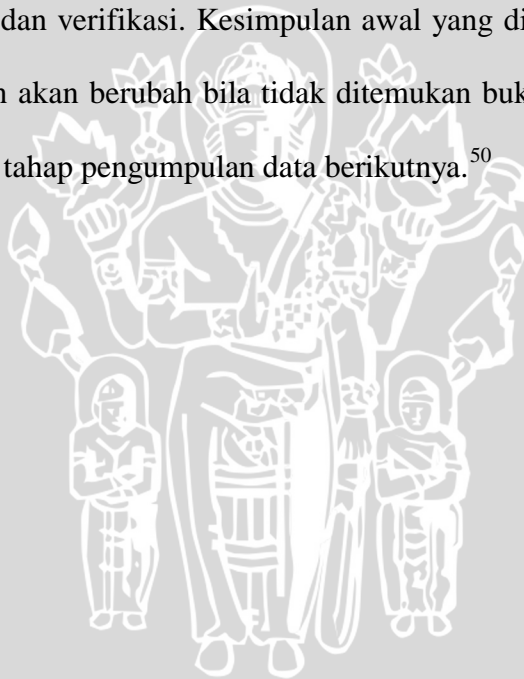 dan verifikasi. Kesimpulan awal yang di
akan berubah bila tidak ditemukan buk
tahap pengumpulan data berikutnya.50